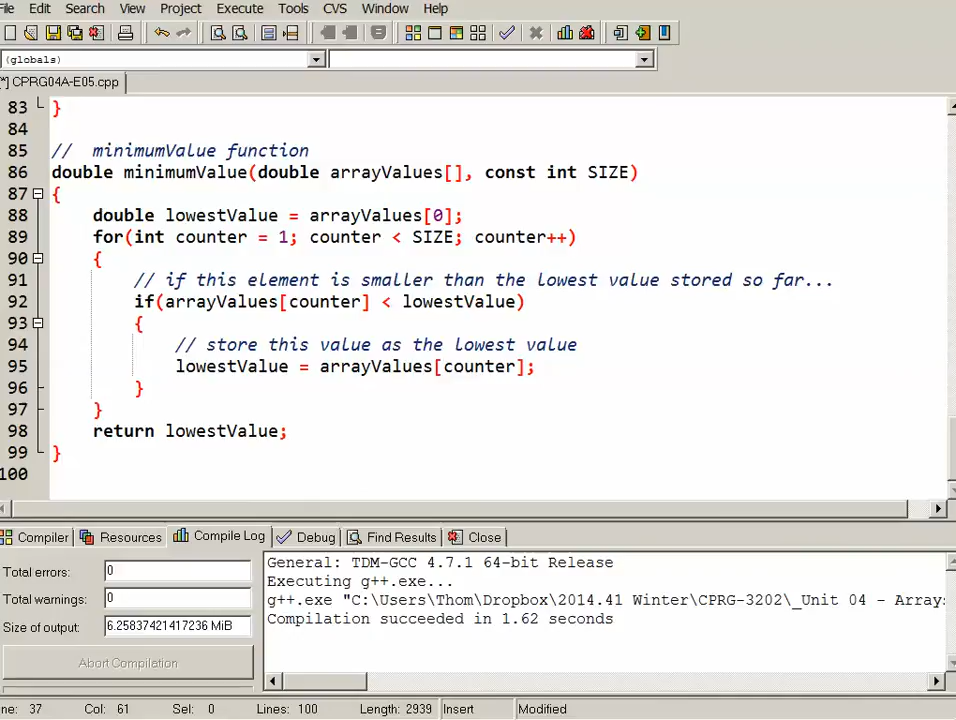 File Edit Search View Project Execute Tools CVS Window Help
(globals)
[*] CPRG04A-E05.cpp
83 }
84
85 // minimumValue function
86 double minimumValue(double arrayValues[], const int SIZE)
87 {
88 double lowestValue = arrayValues[0];
89 for(int counter = 1; counter < SIZE; counter++)
90 {
91 // if this element is smaller than the lowest value stored so far...
92 if(arrayValues[counter] < lowestValue)
93 {
94 // store this value as the lowest value
95 lowestValue = arrayValues[counter];
96 }
97 }
98 return lowestValue;
99 }
100
Compiler Resources Compile Log Debug Find Results Close
Total errors: 0
Total warnings: 0
Size of output: 6.25837421417236 MiB
Abort Compilation
General: TDM-GCC 4.7.1 64-bit Release
Executing g++.exe...
g++.exe "C:\Users\Thom\Dropbox\2014.41 Winter\CPRG-3202\_Unit 04 - Array
Compilation succeeded in 1.62 seconds
ne: 37 Col: 61 Sel: 0 Lines: 100 Length: 2939 Insert Modified